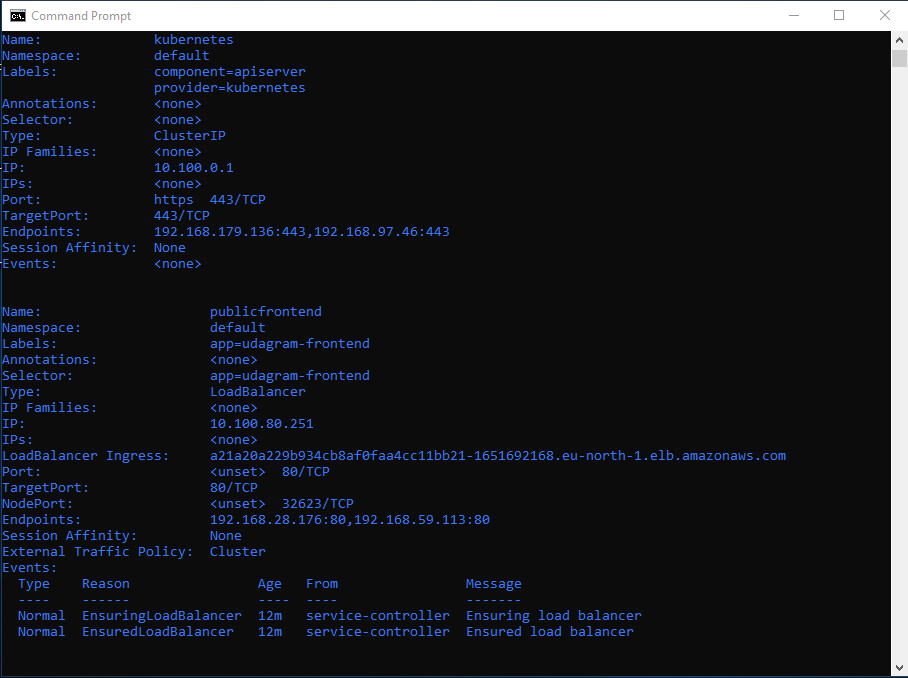 Command Prompt
Name:              kubernetes
Namespace:         default
Labels:            component=apiserver
                   provider=kubernetes
Annotations:       <none>
Selector:          <none>
Type:              ClusterIP
IP Families:       <none>
IP:                10.100.0.1
IPs:               <none>
Port:              https  443/TCP
TargetPort:        443/TCP
Endpoints:         192.168.179.136:443,192.168.97.46:443
Session Affinity:  None
Events:            <none>
Name:                     publicfrontend
Namespace:                default
Labels:                   app=udagram-frontend
Annotations:              <none>
Selector:                 app=udagram-frontend
Type:                     LoadBalancer
IP Families:              <none>
IP:                       10.100.80.251
IPs:                      <none>
LoadBalancer Ingress:     a21a20a229b934cb8af0faa4cc11bb21-1651692168.eu-north-1.elb.amazonaws.com
Port:                     <unset>  80/TCP
TargetPort:               80/TCP
NodePort:                 <unset>  32623/TCP
Endpoints:                192.168.28.176:80,192.168.59.113:80
Session Affinity:         None
External Traffic Policy:  Cluster
Events:
  Type    Reason                Age   From                Message
  ----    ------                ----  ----                -------
  Normal  EnsuringLoadBalancer  12m   service-controller  Ensuring load balancer
  Normal  EnsuredLoadBalancer   12m   service-controller  Ensured load balancer